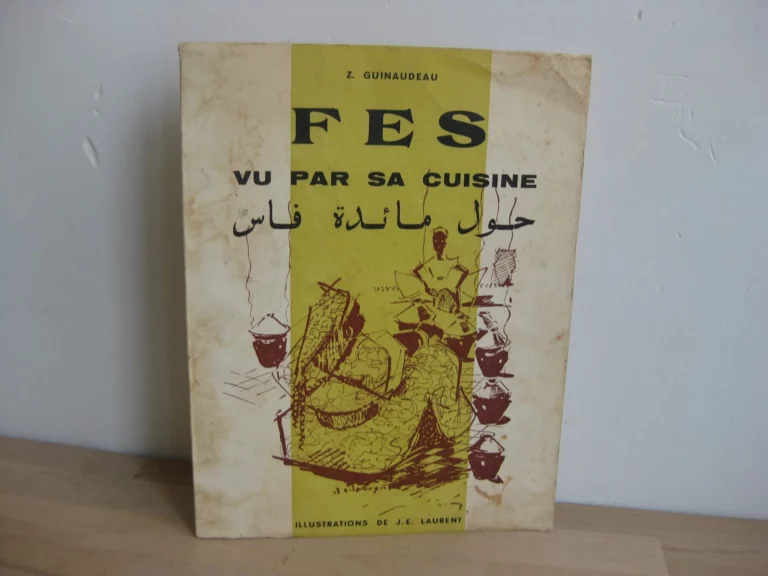 Z. GUINAUDEAU
FES
VU PAR SA CUISINE
حول مائدة فاس
ILLUSTRATIONS DE J.E. LAURENT